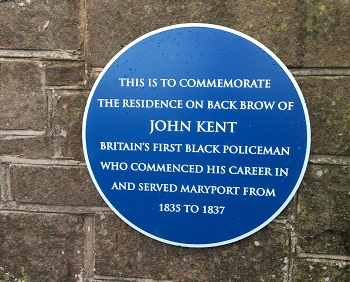 THIS IS TO COMMEMORATE
THE RESIDENCE ON BACK BROW OF
JOHN KENT
BRITAIN'S FIRST BLACK POLICEMAN
WHO COMMENCED HIS CAREER IN
AND SERVED MARYPORT FROM
1835 TO 1837